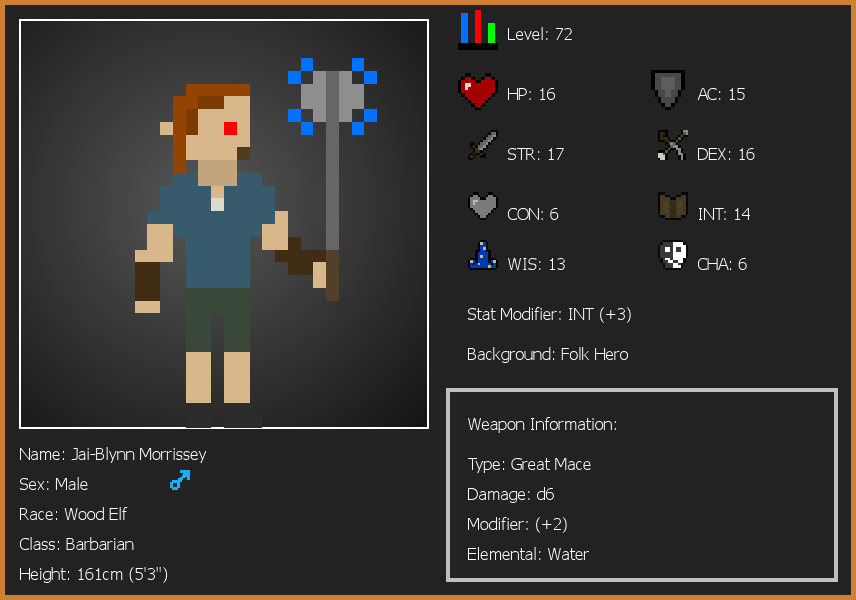 Level: 72
HP: 16
AC: 15
STR: 17
DEX: 16
CON: 6
INT: 14
WIS: 13
CHA: 6
Stat Modifier: INT (+3)
Background: Folk Hero
Weapon Information:
Type: Great Mace
Damage: d6
Modifier: (+2)
Elemental: Water
Name: Jai-Blynn Morrissey
Sex: Male
Race: Wood Elf
Class: Barbarian
Height: 161cm (5'3")